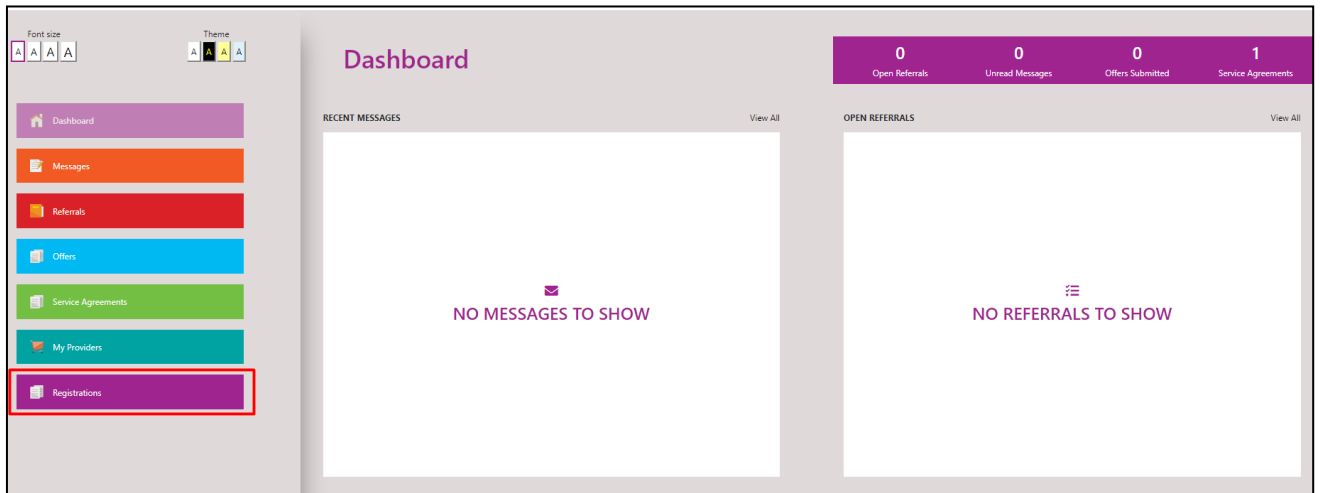 Font size
Theme
A A A A
A A A A
Dashboard
Messages
Referrals
Offers
Service Agreements
My Providers
Registrations
Dashboard
0 0 0 1
Open Referrals Unread Messages Offers Submitted Service Agreements
RECENT MESSAGES View All
NO MESSAGES TO SHOW
OPEN REFERRALS View All
NO REFERRALS TO SHOW